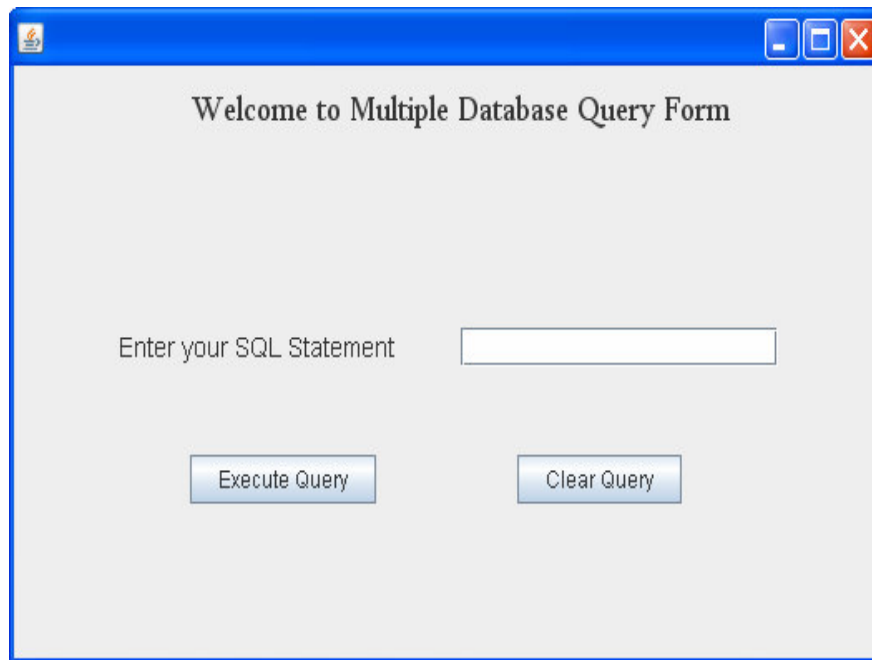 Welcome to Multiple Database Query Form
Enter your SQL Statement
Execute Query
Clear Query